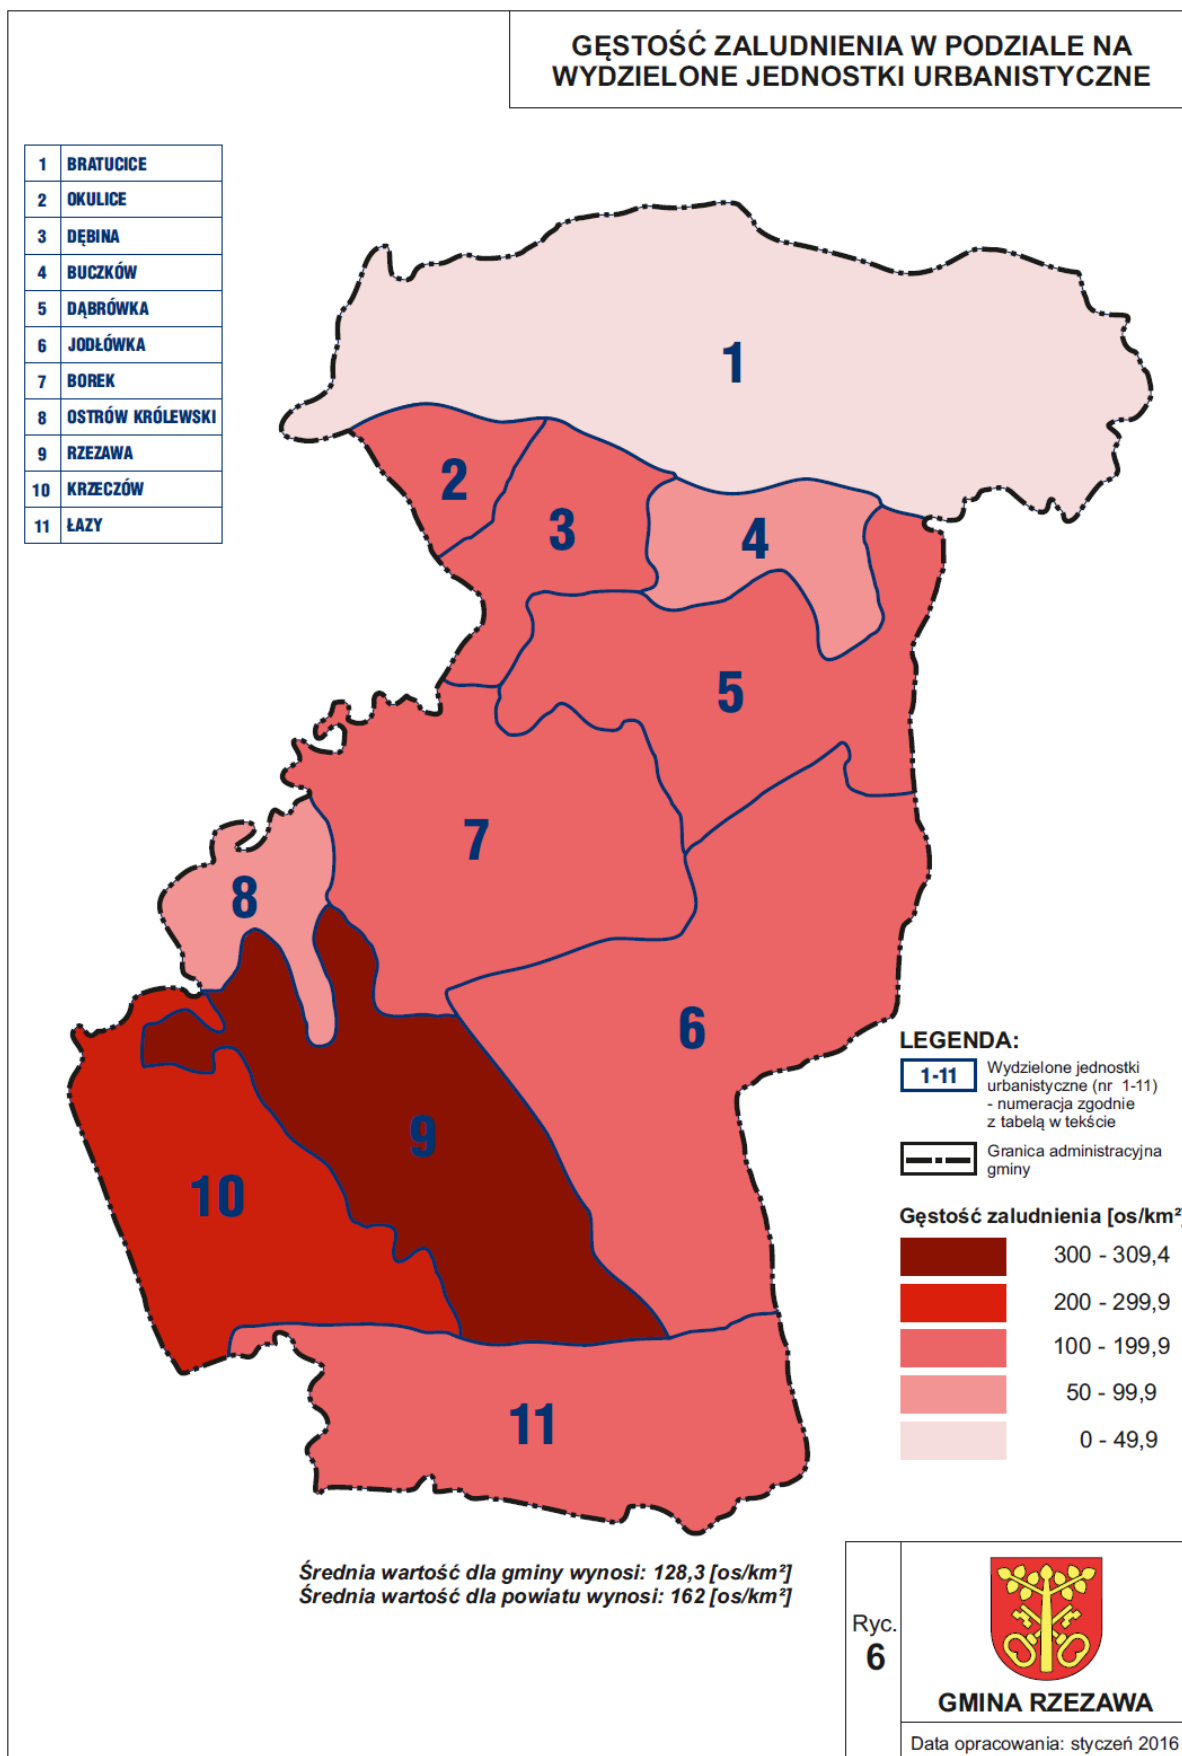 GĘSTOŚĆ ZALUDNIENIA W PODZIALE NA
WYDZIELONE JEDNOSTKI URBANISTYCZNE
1 BRATUCICE
2 OKULICE
3 DĘBINA
4 BUCZKÓW
5 DĄBRÓWKA
6 JODŁÓWKA
7 BOREK
8 OSTRÓW KRÓLEWSKI
9 RZEZAWA
10 KRZECZÓW
11 ŁAZY
1
2
3
4
5
7
8
6
9
10
11
LEGENDA:
1-11
Wydzielone jednostki
urbanistyczne (nr 1-11)
- numeracja zgodnie
z tabelą w tekście
Granica administracyjna
gminy
Gęstość zaludnienia [os/km²]
300 - 309,4
200 - 299,9
100 - 199,9
50 - 99,9
0 - 49,9
Średnia wartość dla gminy wynosi: 128,3 [os/km²]
Średnia wartość dla powiatu wynosi: 162 [os/km²]
Ryc.
6
GMINA RZEZAWA
Data opracowania: styczeń 2016